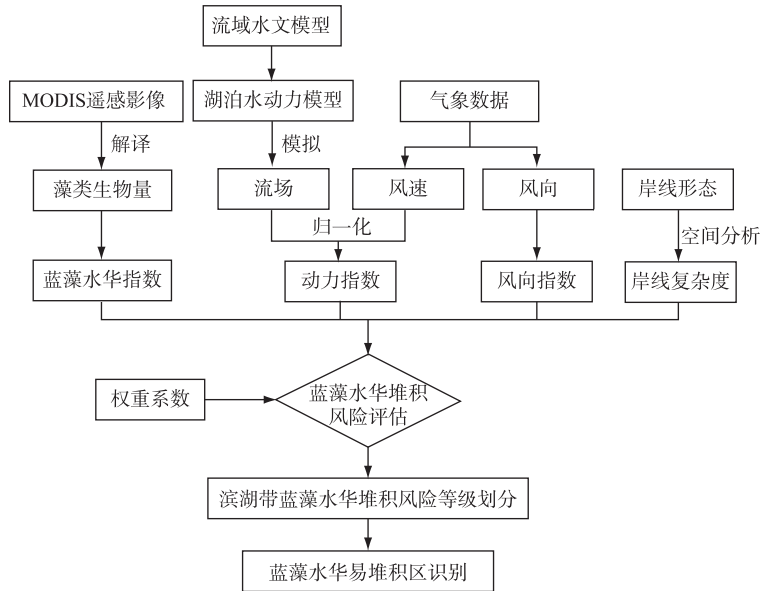 流域水文模型
MODIS遥感影像
湖泊水动力模型
气象数据
解译
模拟
藻类生物量
流场
风速
风向
岸线形态
归一化
空间分析
蓝藻水华指数
动力指数
风向指数
岸线复杂度
权重系数
蓝藻水华堆积
风险评估
滨湖带蓝藻水华堆积风险等级划分
蓝藻水华易堆积区识别